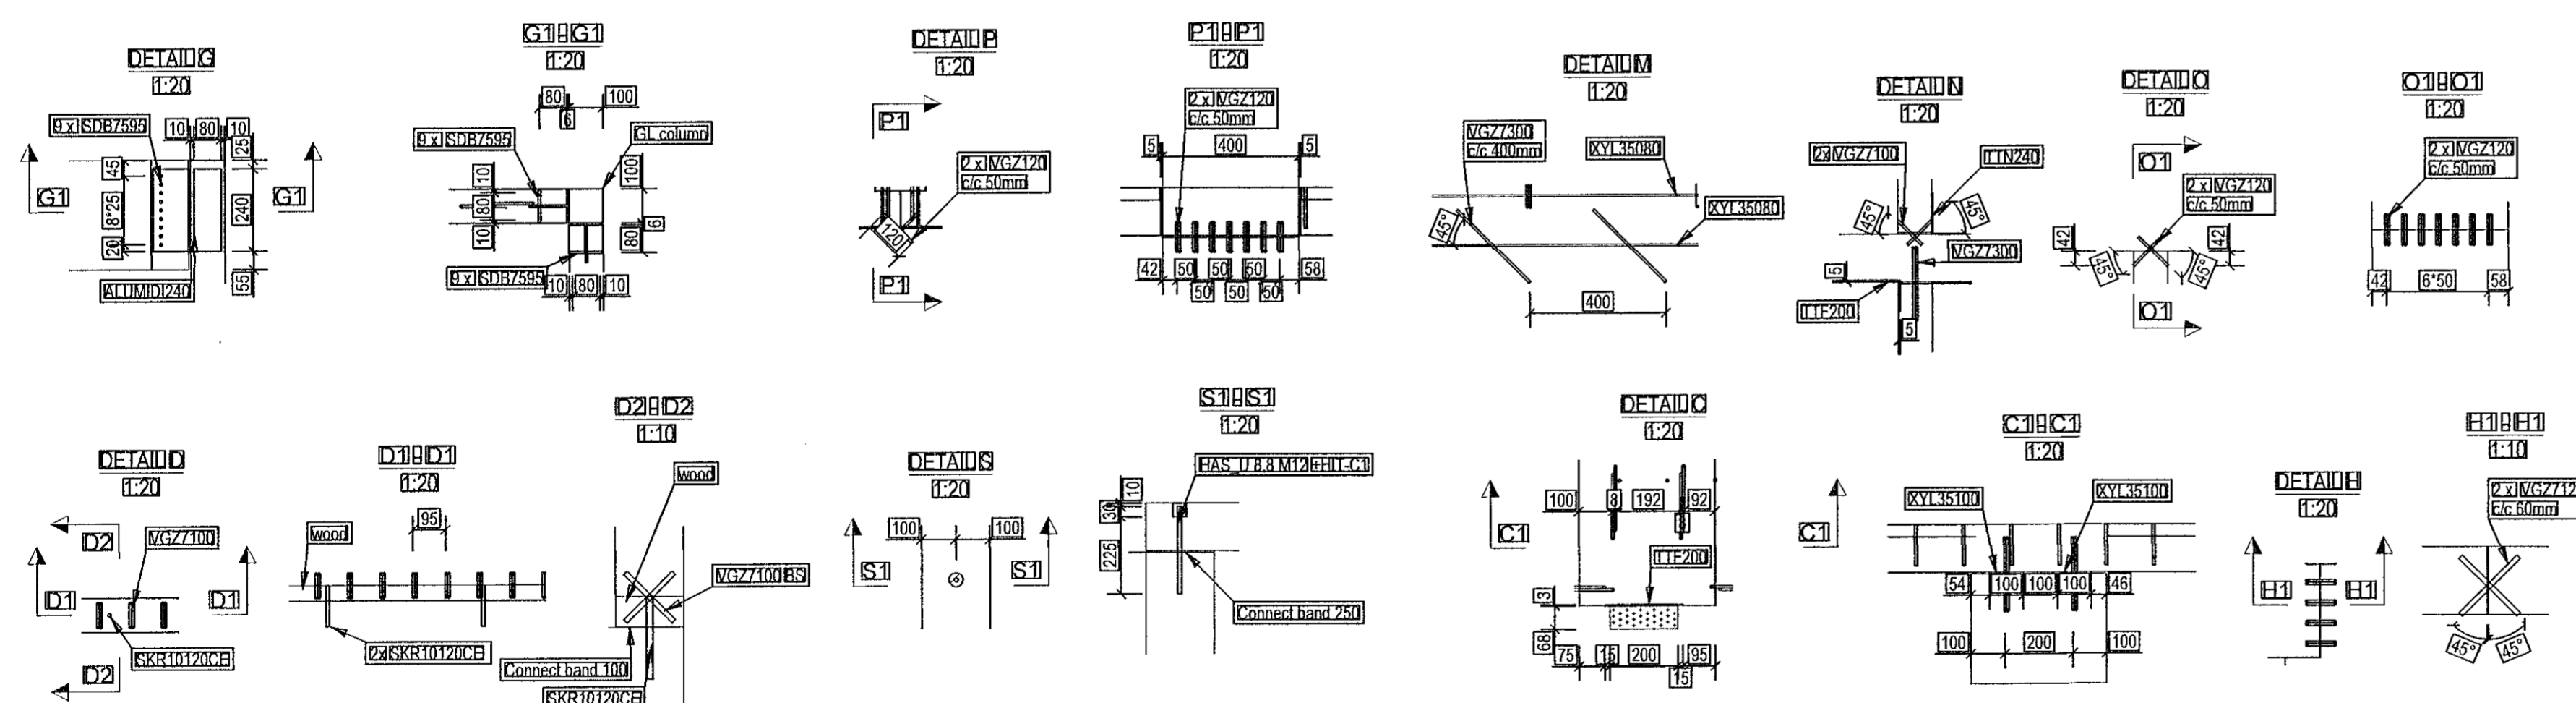 DETAIL G
1:20
9 x SDB7595
10 80 10
25
45
8*25
20
240
55
G1
G1
ALUMIDI240
G1-G1
1:20
80 100
6
9 x SDB7595
GL column
10
80
10
100
6
80
9 x SDB7595
10 80 10
DETAIL P
1:20
P1
2 x VGZ120
c/c 50mm
120
P1
P1-P1
1:20
2 x VGZ120
c/c 50mm
5 400 5
42 50 50 50 58
50 50 50
DETAIL M
1:20
VGZ7300
c/c 400mm
XYL35080
XYL35080
45°
400
DETAIL N
1:20
2x VGZ7100
TTN240
45°
45°
VGZ7300
5
TTF200
5
DETAIL O
1:20
O1
2 x VGZ120
c/c 50mm
42
42
45°
45°
O1
O1-O1
1:20
2 x VGZ120
c/c 50mm
42 6*50 58
DETAIL D
1:20
D2
VGZ7100
D1
D1
SKR10120CE
D2
D1-D1
1:20
95
wood
2x SKR10120CE
D2-D2
1:10
wood
VGZ7100 BS
Connect band 100
SKR10120CE
DETAIL S
1:20
100 100
S1
S1
S1-S1
1:20
HAS_U 8.8 M12 +HIT-C1
10
30
225
Connect band 250
DETAIL C
1:20
100 8 192 92
8
C1
C1
TTF200
3
68
75 15 200 95
15
C1-C1
1:20
XYL35100
XYL35100
54 100 100 100 46
100 200 100
DETAIL H
1:20
H1
H1
H1-H1
1:10
2 x VGZ712
c/c 60mm
45°
45°